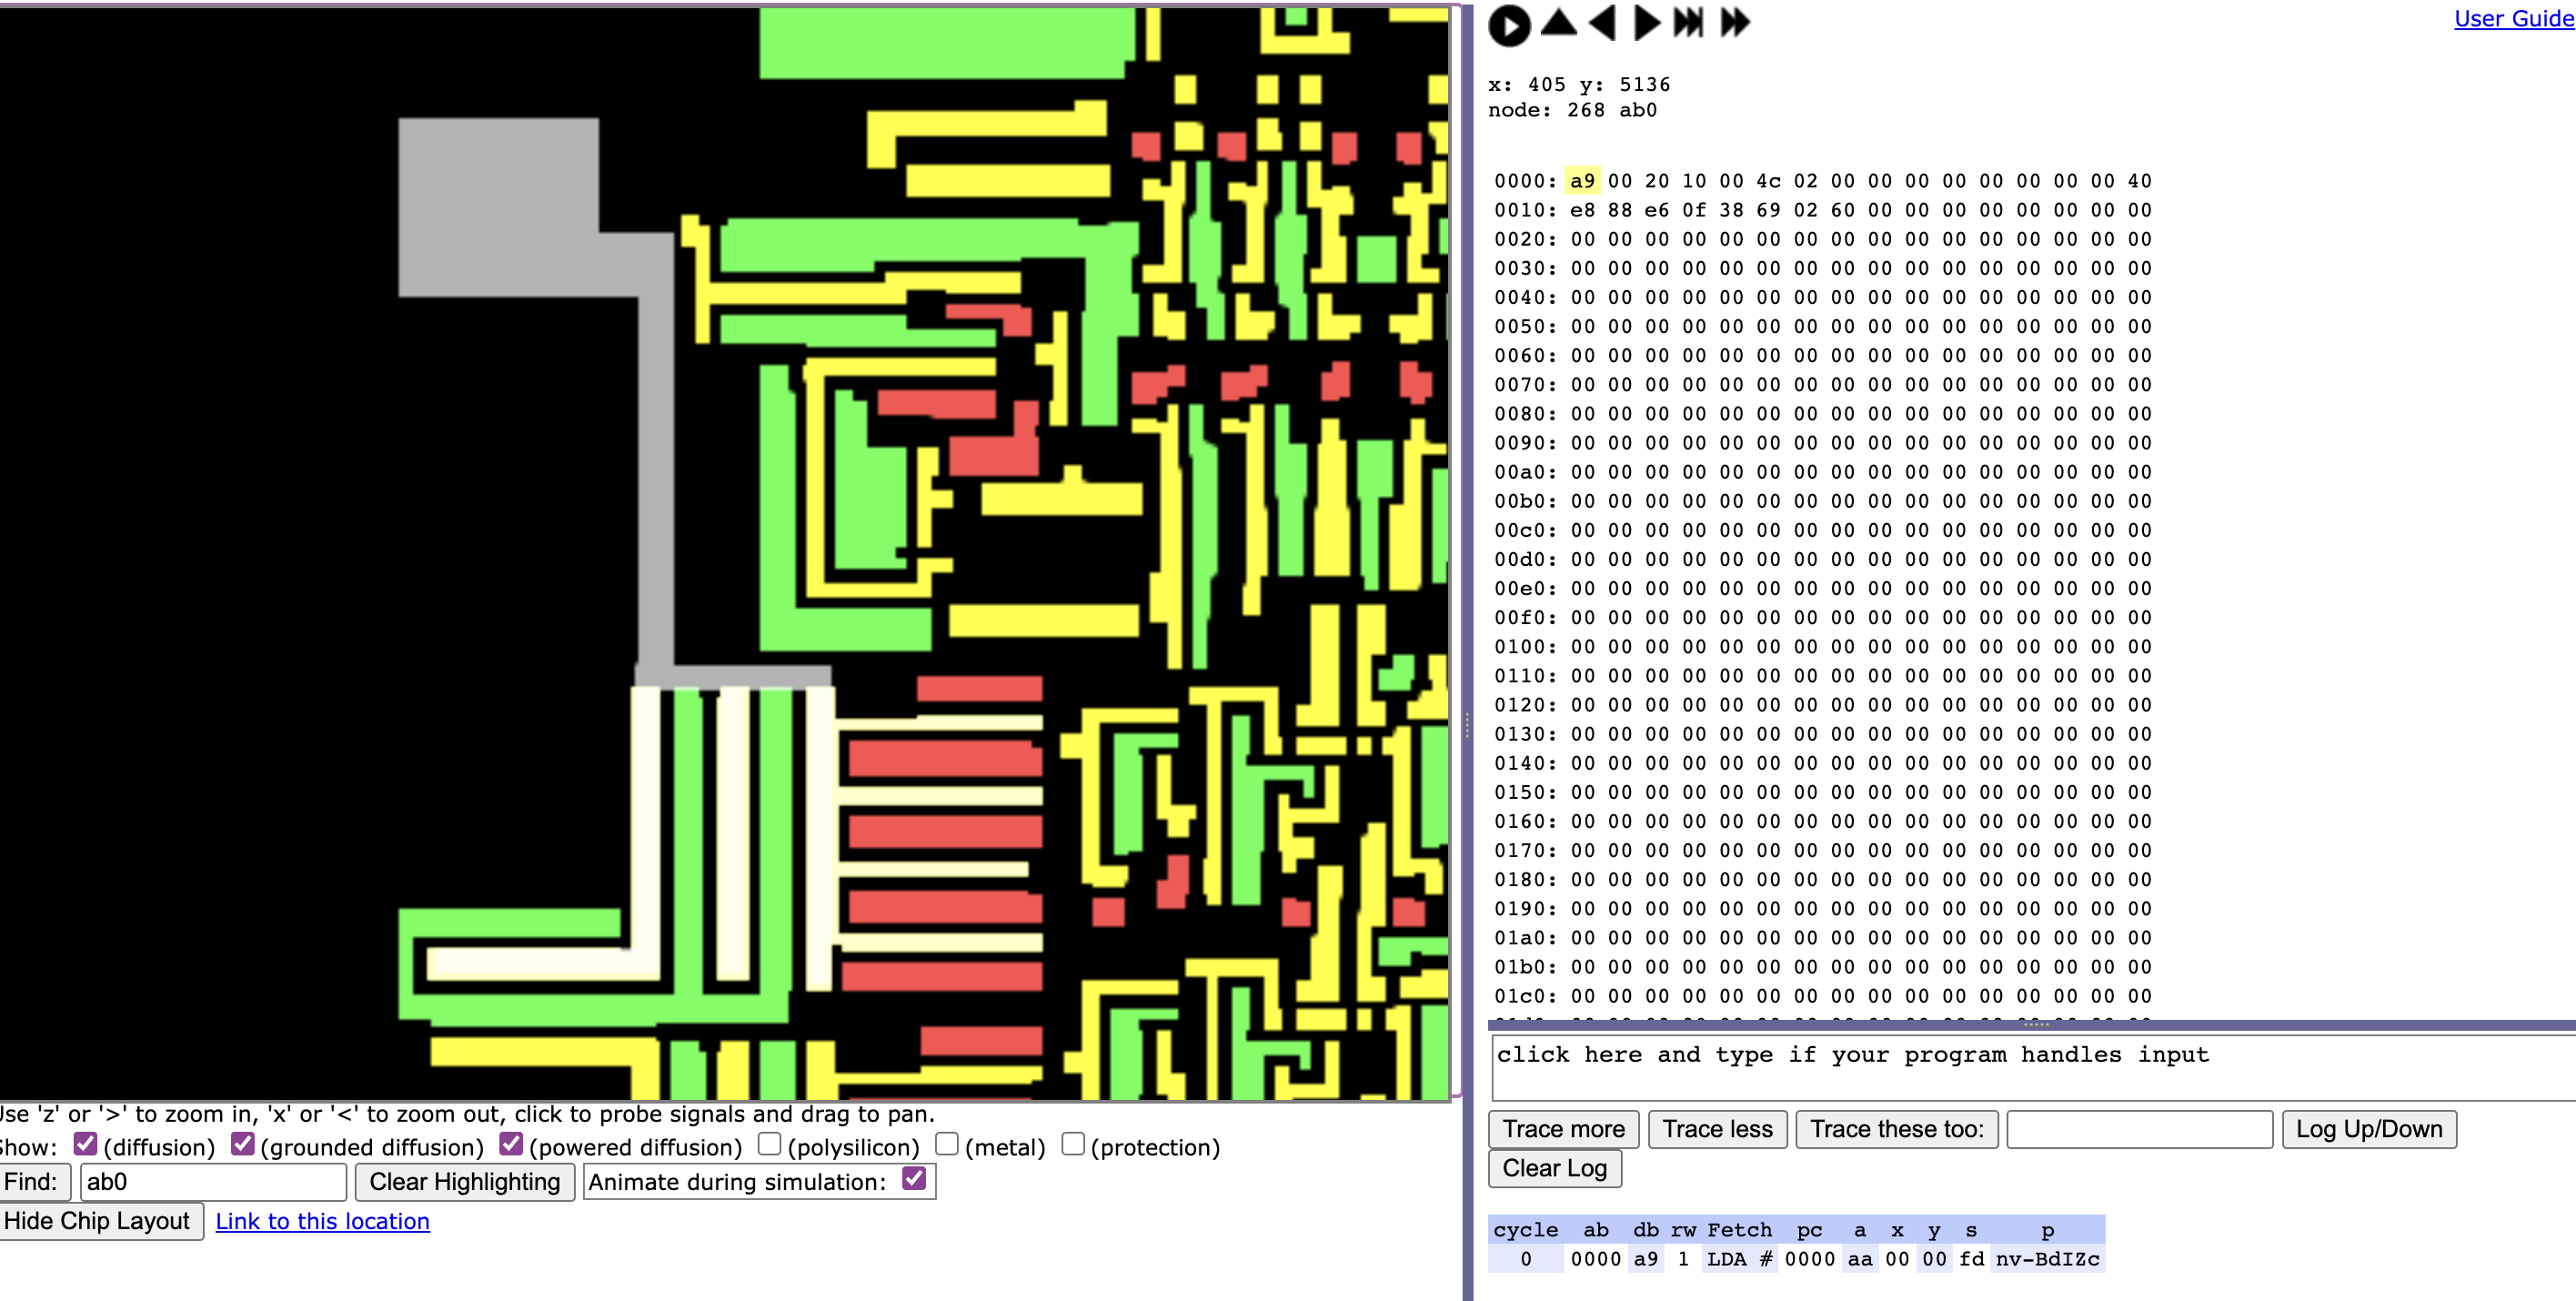 User Guide
x: 405 y: 5136
node: 268 ab0
0000: a9 00 20 10 00 4c 02 00 00 00 00 00 00 00 00 40
0010: e8 88 e6 0f 38 69 02 60 00 00 00 00 00 00 00 00
0020: 00 00 00 00 00 00 00 00 00 00 00 00 00 00 00 00
0030: 00 00 00 00 00 00 00 00 00 00 00 00 00 00 00 00
0040: 00 00 00 00 00 00 00 00 00 00 00 00 00 00 00 00
0050: 00 00 00 00 00 00 00 00 00 00 00 00 00 00 00 00
0060: 00 00 00 00 00 00 00 00 00 00 00 00 00 00 00 00
0070: 00 00 00 00 00 00 00 00 00 00 00 00 00 00 00 00
0080: 00 00 00 00 00 00 00 00 00 00 00 00 00 00 00 00
0090: 00 00 00 00 00 00 00 00 00 00 00 00 00 00 00 00
00a0: 00 00 00 00 00 00 00 00 00 00 00 00 00 00 00 00
00b0: 00 00 00 00 00 00 00 00 00 00 00 00 00 00 00 00
00c0: 00 00 00 00 00 00 00 00 00 00 00 00 00 00 00 00
00d0: 00 00 00 00 00 00 00 00 00 00 00 00 00 00 00 00
00e0: 00 00 00 00 00 00 00 00 00 00 00 00 00 00 00 00
00f0: 00 00 00 00 00 00 00 00 00 00 00 00 00 00 00 00
0100: 00 00 00 00 00 00 00 00 00 00 00 00 00 00 00 00
0110: 00 00 00 00 00 00 00 00 00 00 00 00 00 00 00 00
0120: 00 00 00 00 00 00 00 00 00 00 00 00 00 00 00 00
0130: 00 00 00 00 00 00 00 00 00 00 00 00 00 00 00 00
0140: 00 00 00 00 00 00 00 00 00 00 00 00 00 00 00 00
0150: 00 00 00 00 00 00 00 00 00 00 00 00 00 00 00 00
0160: 00 00 00 00 00 00 00 00 00 00 00 00 00 00 00 00
0170: 00 00 00 00 00 00 00 00 00 00 00 00 00 00 00 00
0180: 00 00 00 00 00 00 00 00 00 00 00 00 00 00 00 00
0190: 00 00 00 00 00 00 00 00 00 00 00 00 00 00 00 00
01a0: 00 00 00 00 00 00 00 00 00 00 00 00 00 00 00 00
01b0: 00 00 00 00 00 00 00 00 00 00 00 00 00 00 00 00
01c0: 00 00 00 00 00 00 00 00 00 00 00 00 00 00 00 00
click here and type if your program handles input
Trace more Trace less Trace these too: Log Up/Down
Clear Log
cycle ab db rw Fetch pc a x y s p
0 0000 a9 1 LDA # 0000 aa 00 00 fd nv-BdIZc
Use 'z' or '>' to zoom in, 'x' or '<' to zoom out, click to probe signals and drag to pan.
Show: (diffusion) (grounded diffusion) (powered diffusion) (polysilicon) (metal) (protection)
Find: ab0 Clear Highlighting Animate during simulation:
Hide Chip Layout Link to this location